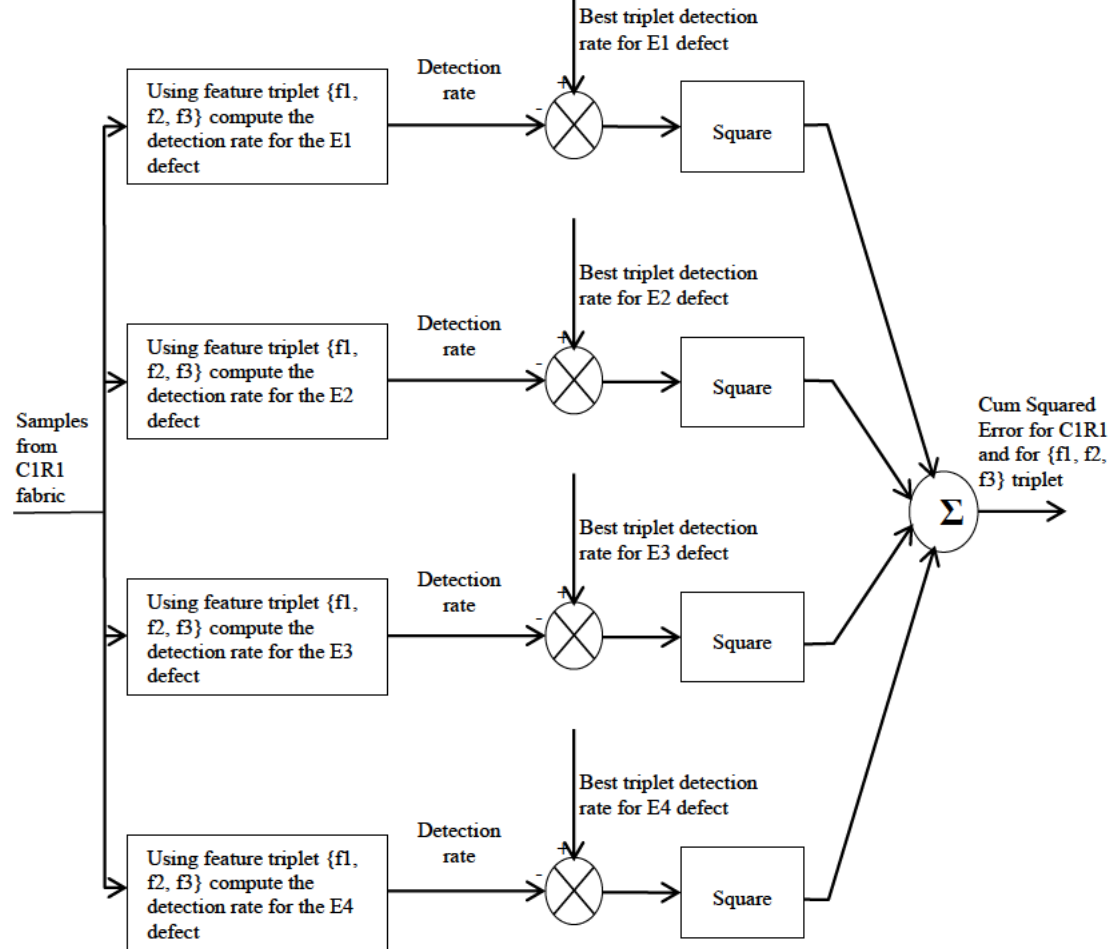 Best triplet detection
rate for E1 defect
Detection
rate
+
-
Using feature triplet {f1,
f2, f3} compute the
detection rate for the E1
defect
Square
Best triplet detection
rate for E2 defect
Detection
rate
+
-
Using feature triplet {f1,
f2, f3} compute the
detection rate for the E2
defect
Square
Samples
from
C1R1
fabric
Cum Squared
Error for C1R1
and for {f1, f2,
f3} triplet
Σ
Best triplet detection
rate for E3 defect
Detection
rate
+
-
Using feature triplet {f1,
f2, f3} compute the
detection rate for the E3
defect
Square
Best triplet detection
rate for E4 defect
Detection
rate
+
-
Using feature triplet {f1,
f2, f3} compute the
detection rate for the E4
defect
Square